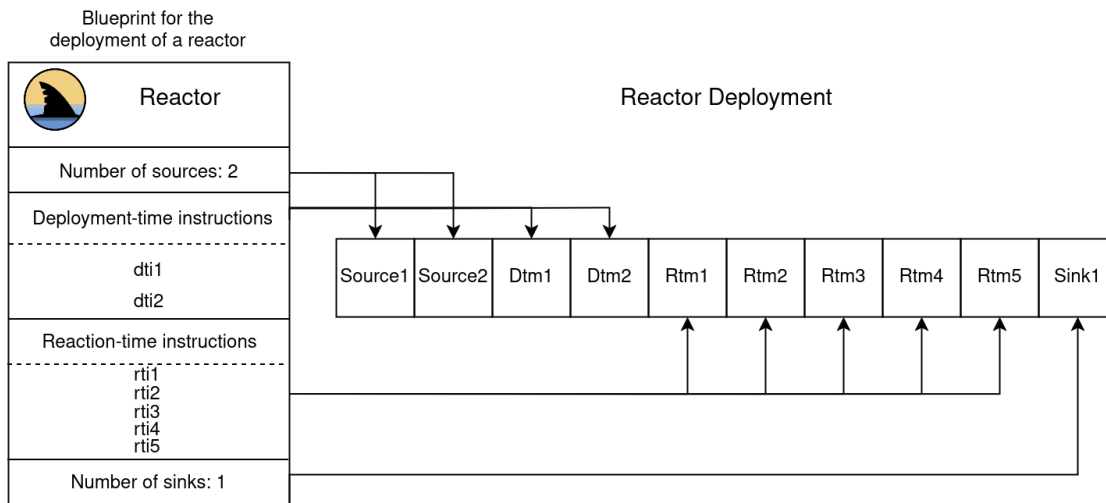 Blueprint for the
deployment of a reactor
Reactor
Reactor Deployment
Number of sources: 2
Deployment-time instructions
dti1
dti2
Source1 Source2 Dtm1 Dtm2 Rtm1 Rtm2 Rtm3 Rtm4 Rtm5 Sink1
Reaction-time instructions
rti1
rti2
rti3
rti4
rti5
Number of sinks: 1